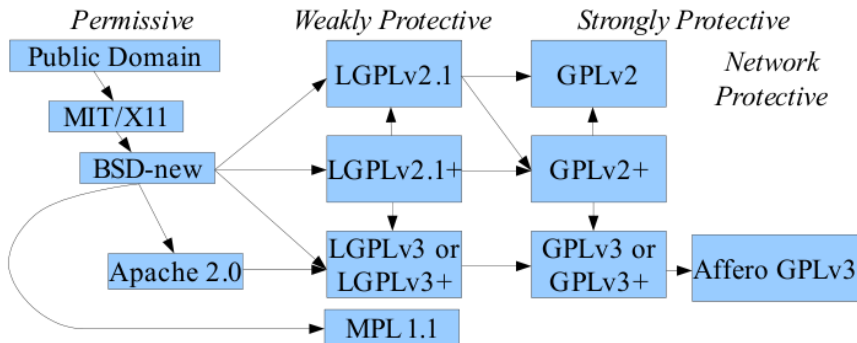 Permissive
Weakly Protective
Strongly Protective
Public Domain
LGPLv2.1
GPLv2
Network
Protective
MIT/X11
BSD-new
LGPLv2.1+
GPLv2+
Apache 2.0
LGPLv3 or
LGPLv3+
GPLv3 or
GPLv3+
Affero GPLv3
MPL 1.1